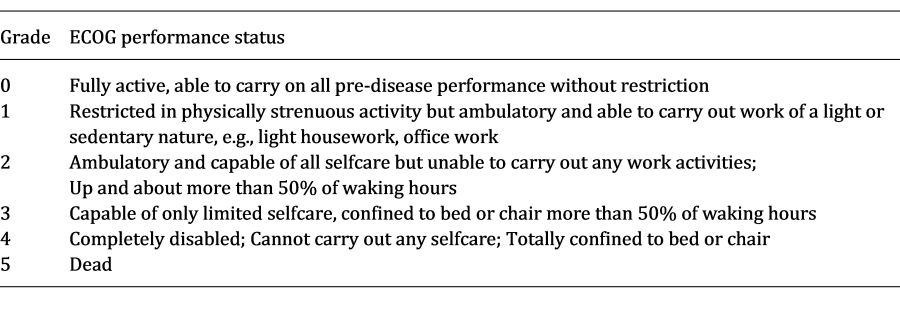 Grade ECOG performance status
0 Fully active, able to carry on all pre-disease performance without restriction
1 Restricted in physically strenuous activity but ambulatory and able to carry out work of a light or
sedentary nature, e.g., light housework, office work
2 Ambulatory and capable of all selfcare but unable to carry out any work activities;
Up and about more than 50% of waking hours
3 Capable of only limited selfcare, confined to bed or chair more than 50% of waking hours
4 Completely disabled; Cannot carry out any selfcare; Totally confined to bed or chair
5 Dead